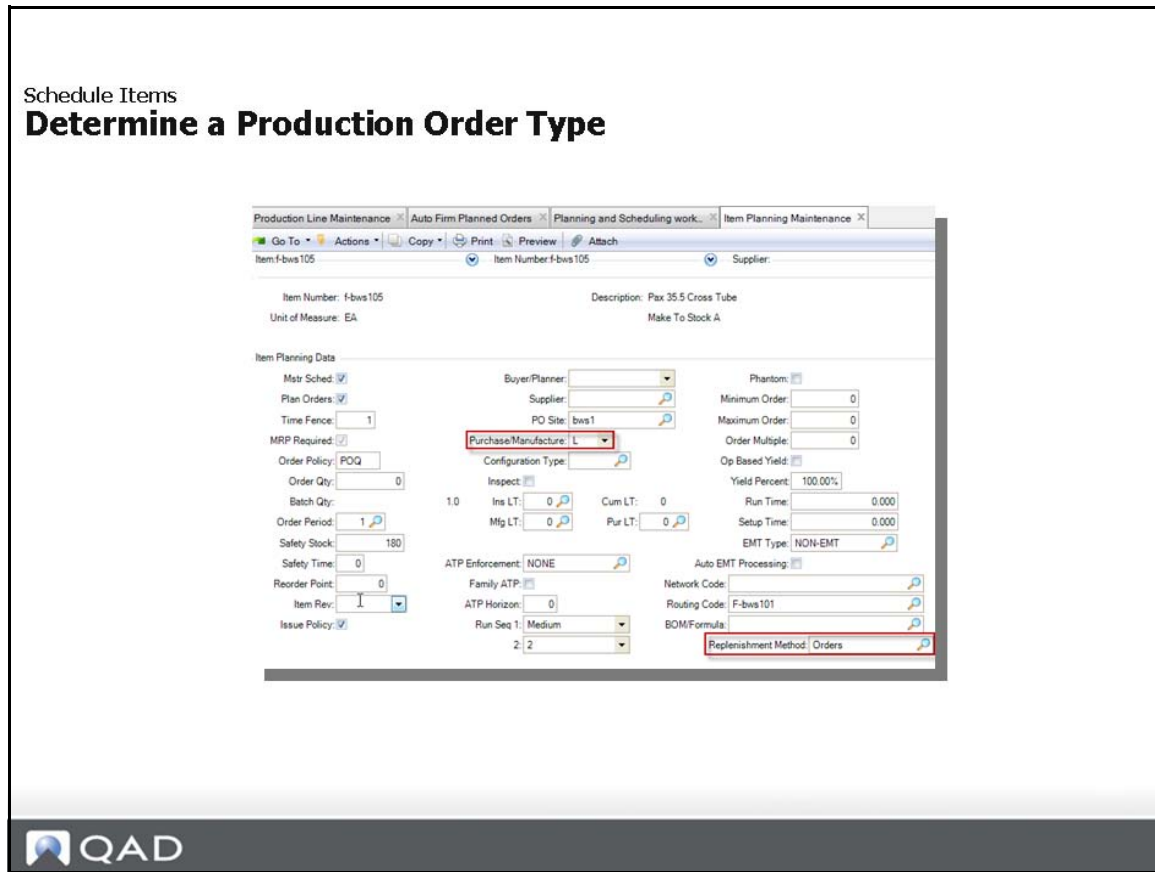 Schedule Items
Determine a Production Order Type
Production Line Maintenance Auto Firm Planned Orders Planning and Scheduling work... Item Planning Maintenance
Go To Actions Copy Print Preview Attach
Item:f-bws105 Item Number:f-bws105 Supplier:
Item Number: f-bws105 Description: Pax 35.5 Cross Tube
Unit of Measure: EA Make To Stock A
Item Planning Data
Mstr Sched: Buyer/Planner: Phantom:
Plan Orders: Supplier: Minimum Order: 0
Time Fence: 1 PO Site: bws1 Maximum Order: 0
MRP Required: Purchase/Manufacture: L Order Multiple: 0
Order Policy: POQ Configuration Type: Op Based Yield:
Order Qty: 0 Inspect: Yield Percent: 100.00%
Batch Qty: 1.0 Ins LT: 0 Cum LT: 0 Run Time: 0.000
Order Period: 1 Mfg LT: 0 Pur LT: 0 Setup Time: 0.000
Safety Stock: 180 EMT Type: NON-EMT
Safety Time: 0 ATP Enforcement: NONE Auto EMT Processing:
Reorder Point: 0 Family ATP: Network Code:
Item Rev: ATP Horizon: 0 Routing Code: F-bws101
Issue Policy: Run Seq 1: Medium BOM/Formula:
2: 2 Replenishment Method: Orders
QAD